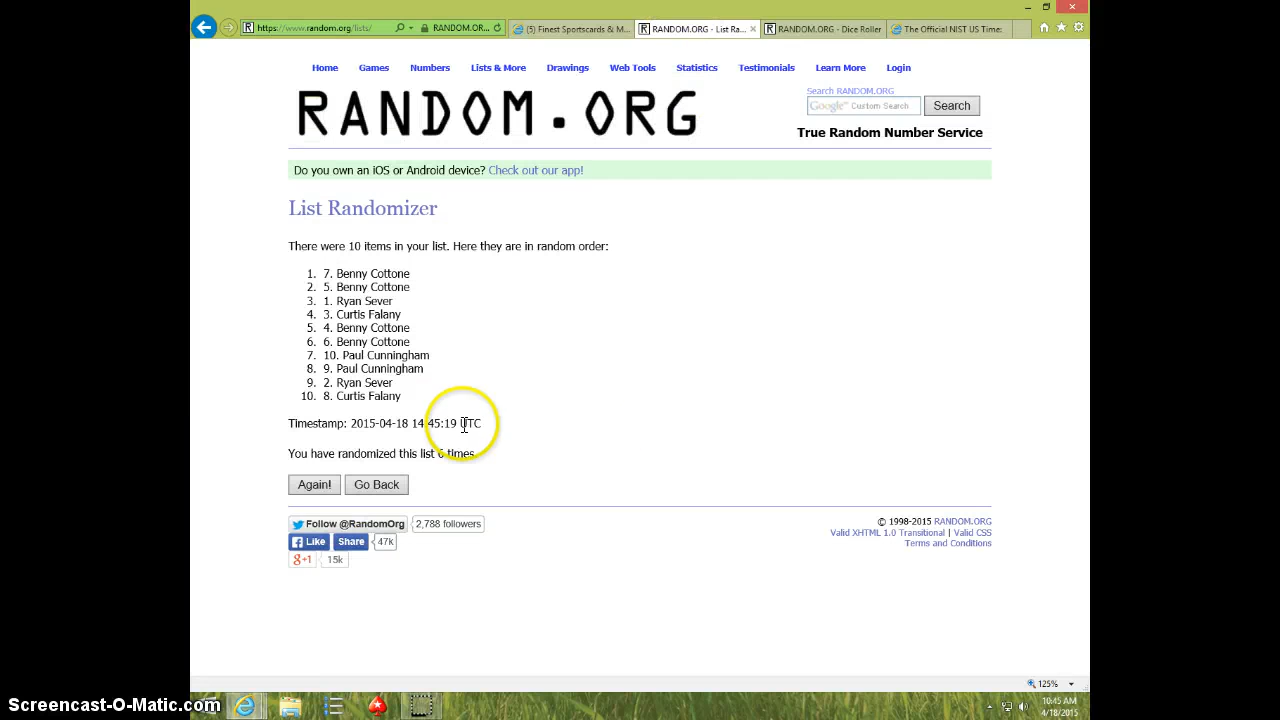 https://www.random.org/lists/
RANDOM.OR...
(5) Finest Sportscards & M...
RANDOM.ORG - List Ra...
RANDOM.ORG - Dice Roller
The Official NIST US Time:
Home Games Numbers Lists & More Drawings Web Tools Statistics Testimonials Learn More Login
Search RANDOM.ORG
Google™ Custom Search Search
RANDOM.ORG
True Random Number Service
Do you own an iOS or Android device? Check out our app!
List Randomizer
There were 10 items in your list. Here they are in random order:
1. 7. Benny Cottone
2. 5. Benny Cottone
3. 1. Ryan Sever
4. 3. Curtis Falany
5. 4. Benny Cottone
6. 6. Benny Cottone
7. 10. Paul Cunningham
8. 9. Paul Cunningham
9. 2. Ryan Sever
10. 8. Curtis Falany
Timestamp: 2015-04-18 14:45:19 UTC
You have randomized this list 6 times.
Again! Go Back
Follow @RandomOrg 2,788 followers
Like Share 47k
g+1 15k
© 1998-2015 RANDOM.ORG
Valid XHTML 1.0 Transitional | Valid CSS
Terms and Conditions
125%
10:45 AM
4/18/2015
Screencast-O-Matic.com